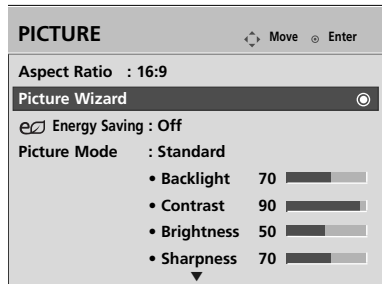 PICTURE Move Enter
Aspect Ratio : 16:9
Picture Wizard
Energy Saving : Off
Picture Mode : Standard
• Backlight 70
• Contrast 90
• Brightness 50
• Sharpness 70